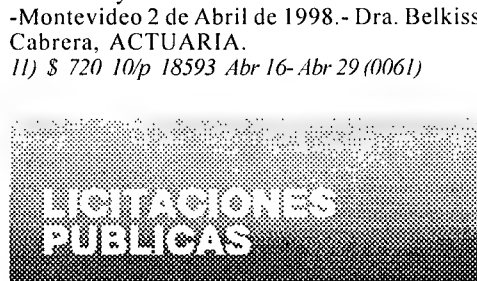 -Montevideo 2 de Abril de 1998.- Dra. Belkiss
Cabrera, ACTUARIA.
11) $ 720 10/p 18593 Abr 16- Abr 29 (0061)
LICITACIONES
PUBLICAS